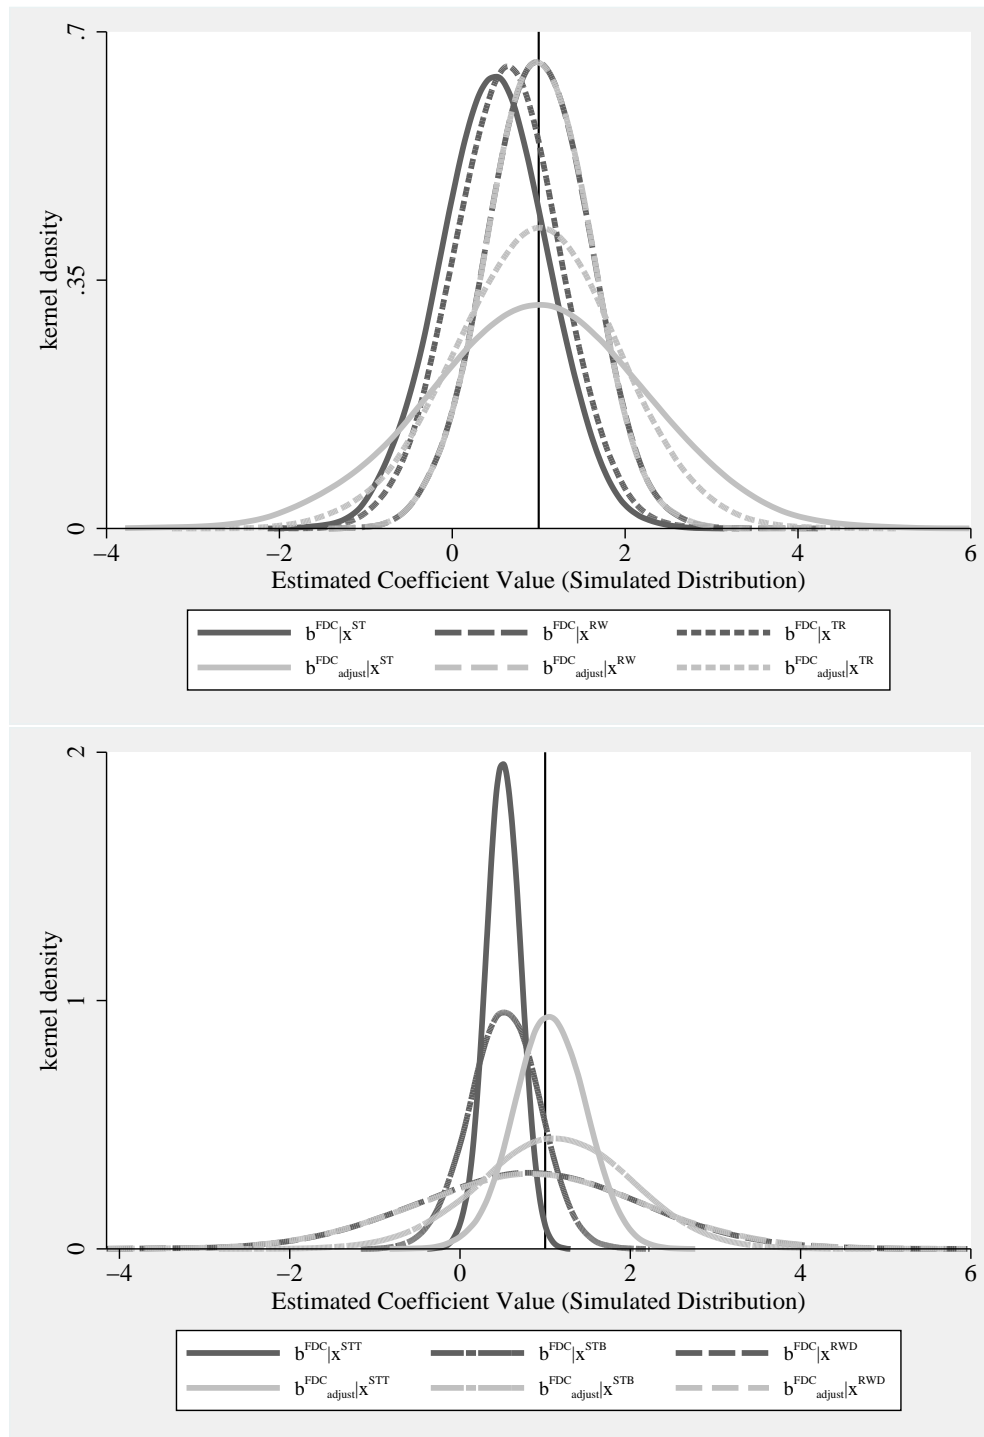 .7
.35
0
kernel density
−4 −2 0 2 4 6
Estimated Coefficient Value (Simulated Distribution)
b^FDC|x^ST b^FDC|x^RW b^FDC|x^TR
b^FDC_adjust|x^ST b^FDC_adjust|x^RW b^FDC_adjust|x^TR
2
1
0
kernel density
−4 −2 0 2 4 6
Estimated Coefficient Value (Simulated Distribution)
b^FDC|x^STT b^FDC|x^STB b^FDC|x^RWD
b^FDC_adjust|x^STT b^FDC_adjust|x^STB b^FDC_adjust|x^RWD